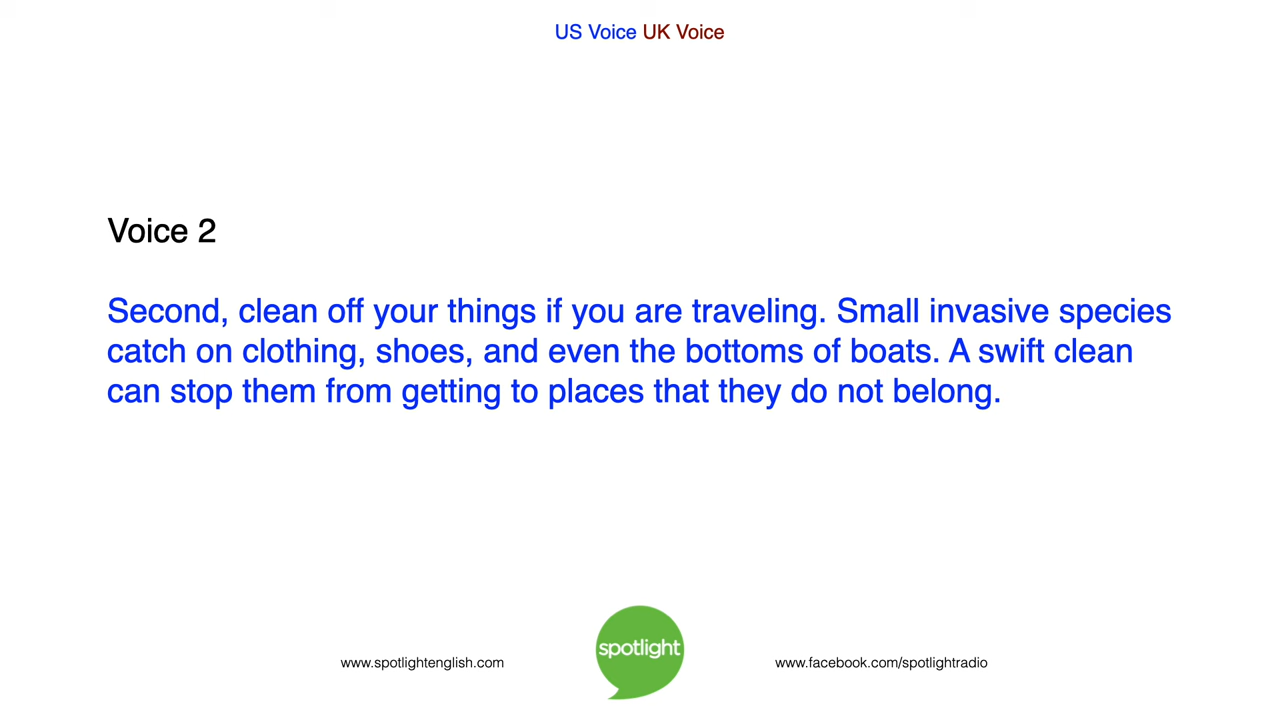 US Voice UK Voice
Voice 2
Second, clean off your things if you are traveling. Small invasive species
catch on clothing, shoes, and even the bottoms of boats. A swift clean
can stop them from getting to places that they do not belong.
www.spotlightenglish.com
spotlight
www.facebook.com/spotlightradio